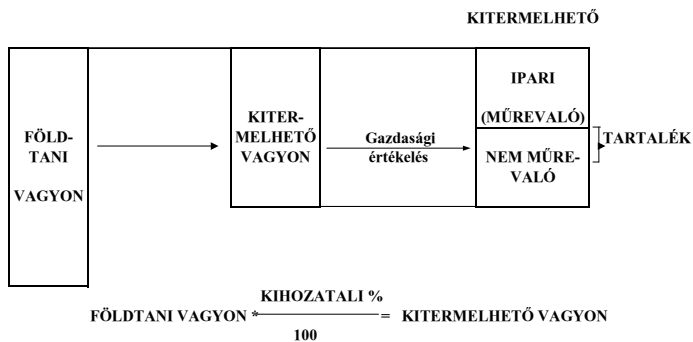 KITERMELHETŐ
FÖLD-
TANI
VAGYON
KITER-
MELHETŐ
VAGYON
Gazdasági
értékelés
IPARI
(MŰREVALÓ)
NEM MŰRE-
VALÓ
TARTALÉK
KIHOZATALI %
FÖLDTANI VAGYON * = KITERMELHETŐ VAGYON
100